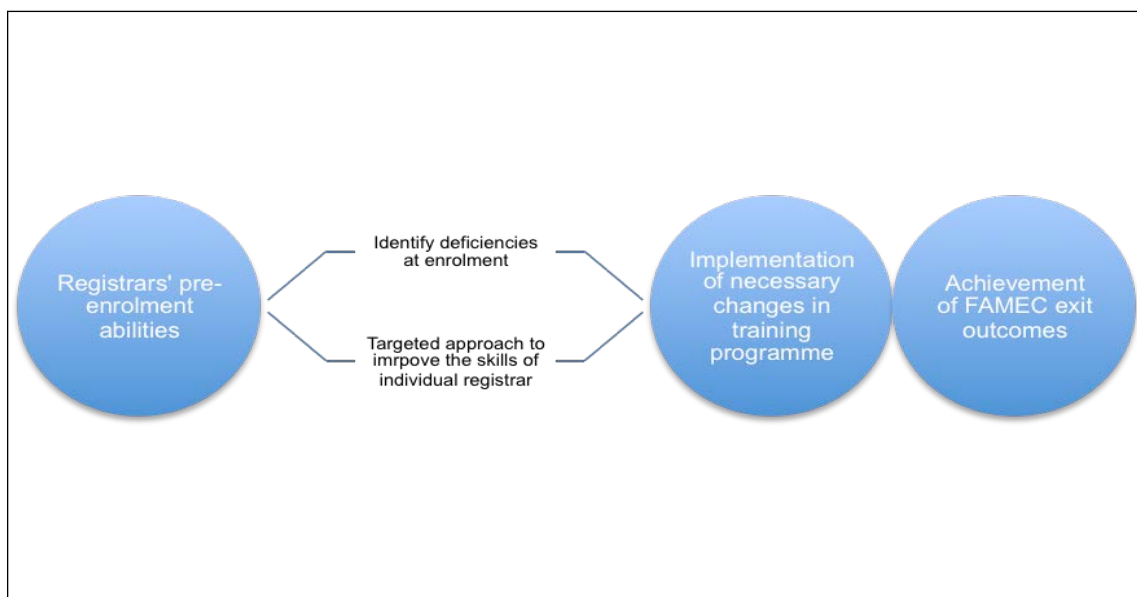 Registrars' pre-
enrolment
abilities
Identify deficiencies
at enrolment
Targeted approach to
imrpove the skills of
individual registrar
Implementation
of necessary
changes in
training
programme
Achievement
of FAMEC exit
outcomes